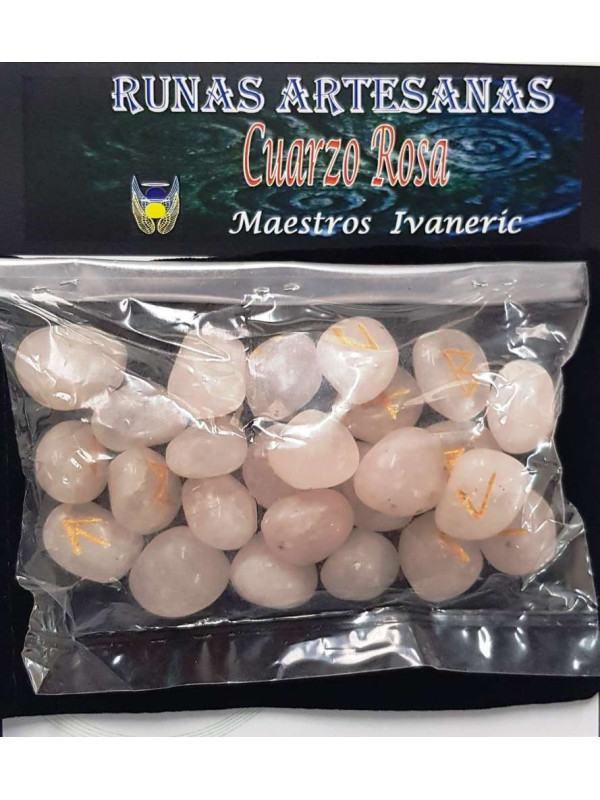 RUNAS ARTESANAS
Cuarzo Rosa
Maestros Ivaneric